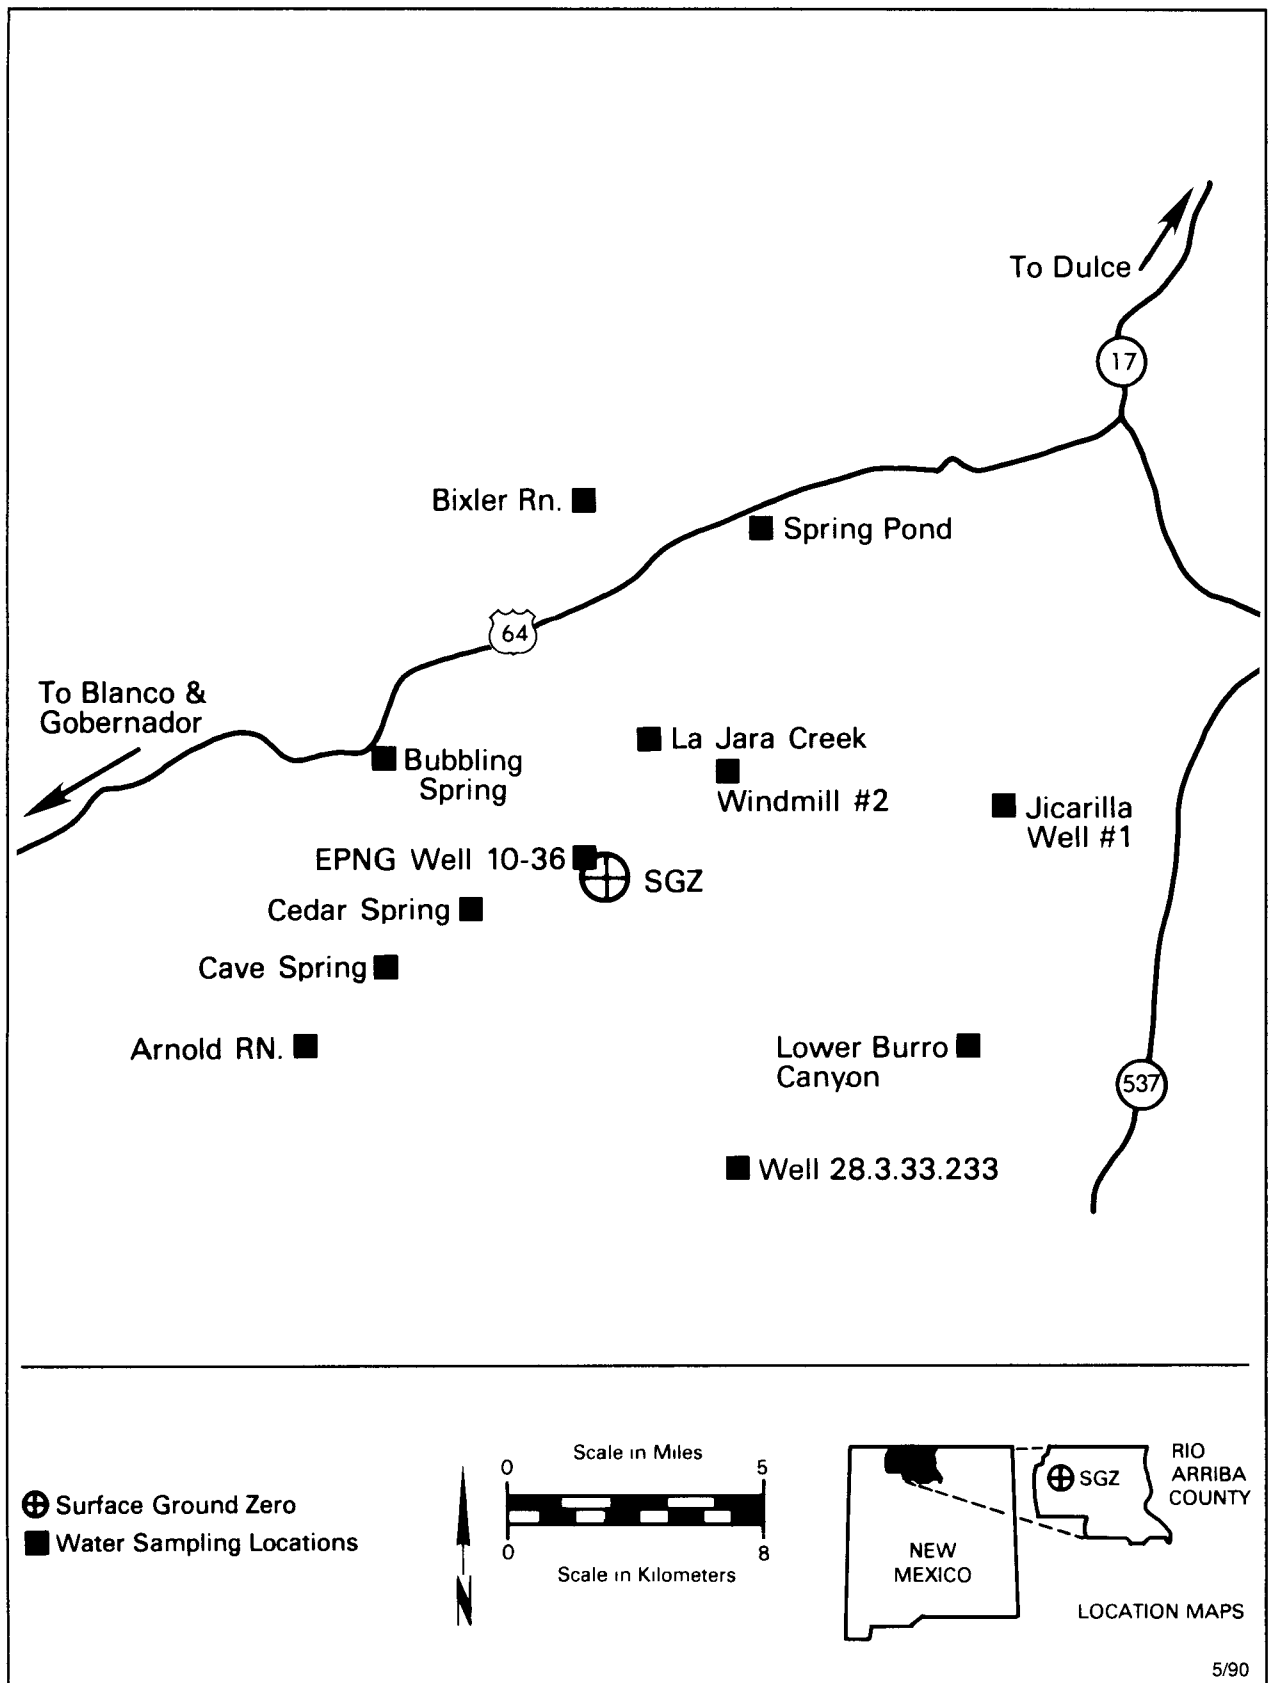 To Dulce
17
Bixler Rn.
Spring Pond
64
To Blanco &
Gobernador
La Jara Creek
Bubbling
Spring
Windmill #2
Jicarilla
Well #1
EPNG Well 10-36
SGZ
Cedar Spring
Cave Spring
Arnold RN.
Lower Burro
Canyon
537
Well 28.3.33.233
Surface Ground Zero
Water Sampling Locations
N
Scale in Miles
0 5
0 8
Scale in Kilometers
RIO
ARRIBA
COUNTY
SGZ
NEW
MEXICO
LOCATION MAPS
5/90